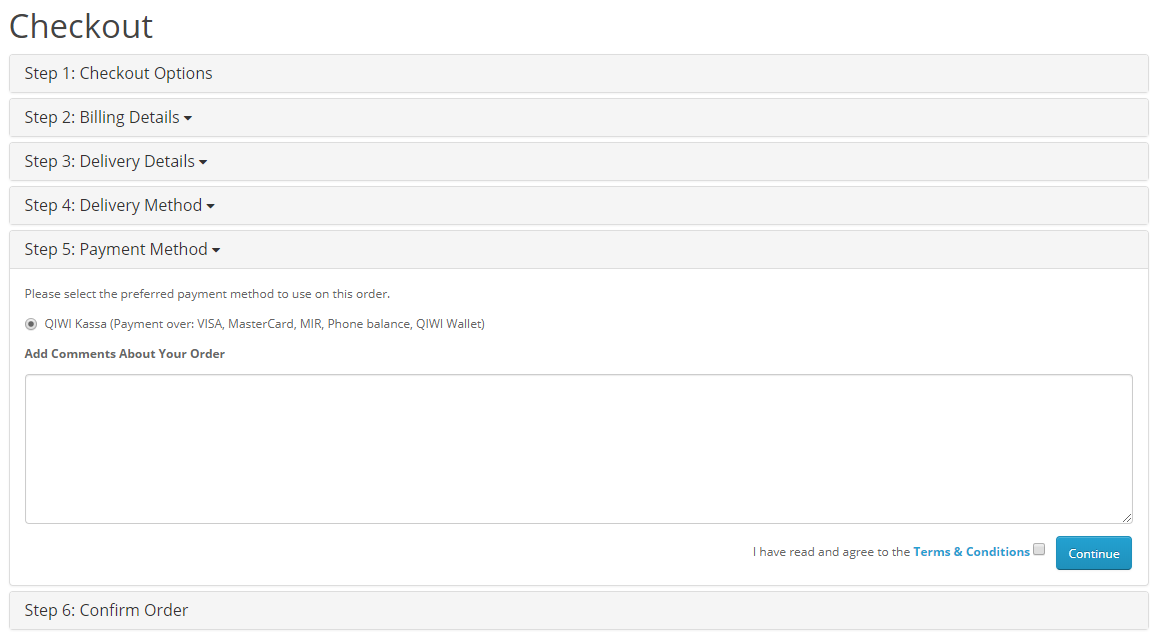 Checkout
Step 1: Checkout Options
Step 2: Billing Details
Step 3: Delivery Details
Step 4: Delivery Method
Step 5: Payment Method
Please select the preferred payment method to use on this order.
QIWI Kassa (Payment over: VISA, MasterCard, MIR, Phone balance, QIWI Wallet)
Add Comments About Your Order
I have read and agree to the Terms & Conditions
Continue
Step 6: Confirm Order